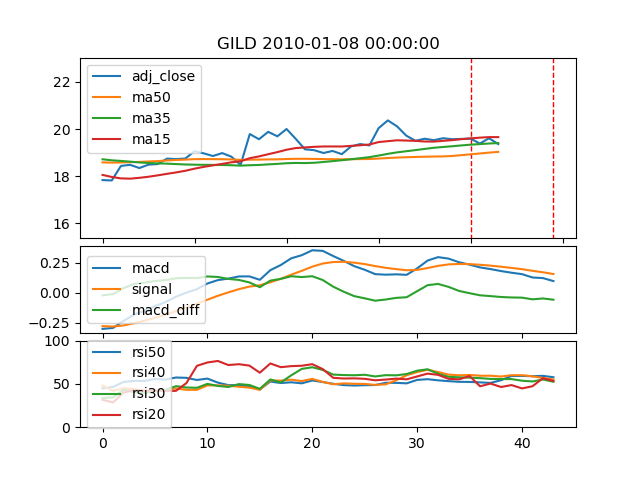 GILD 2010-01-08 00:00:00
22
20
18
16
adj_close
ma50
ma35
ma15
0.25
0.00
−0.25
macd
signal
macd_diff
100
50
0
rsi50
rsi40
rsi30
rsi20
0 10 20 30 40